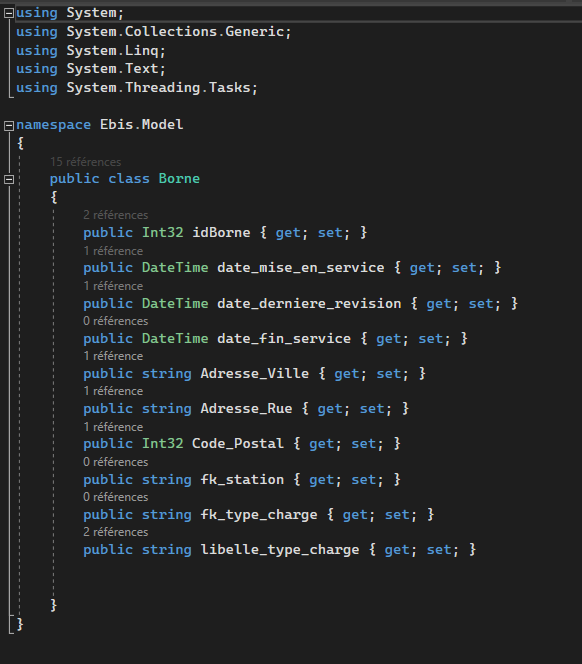 using System;
using System.Collections.Generic;
using System.Linq;
using System.Text;
using System.Threading.Tasks;
namespace Ebis.Model
{
15 références
public class Borne
{
2 références
public Int32 idBorne { get; set; }
1 référence
public DateTime date_mise_en_service { get; set; }
1 référence
public DateTime date_derniere_revision { get; set; }
0 références
public DateTime date_fin_service { get; set; }
1 référence
public string Adresse_Ville { get; set; }
1 référence
public string Adresse_Rue { get; set; }
1 référence
public Int32 Code_Postal { get; set; }
0 références
public string fk_station { get; set; }
0 références
public string fk_type_charge { get; set; }
2 références
public string libelle_type_charge { get; set; }
}
}